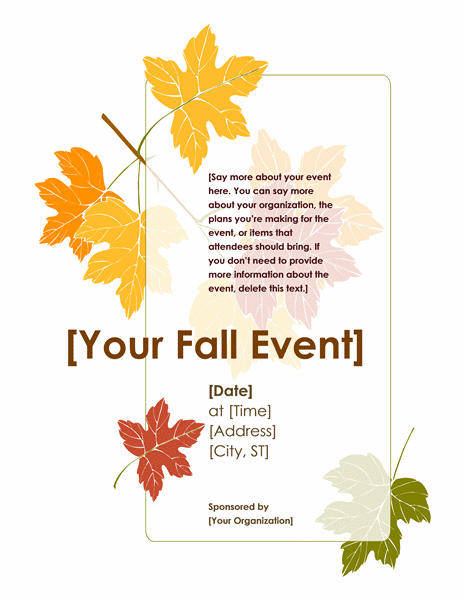 [Say more about your event
here. You can say more
about your organization, the
plans you're making for the
event, or items that
attendees should bring. If
you don't need to provide
more information about the
event, delete this text.]
[Your Fall Event]
[Date]
at [Time]
[Address]
[City, ST]
Sponsored by
[Your Organization]